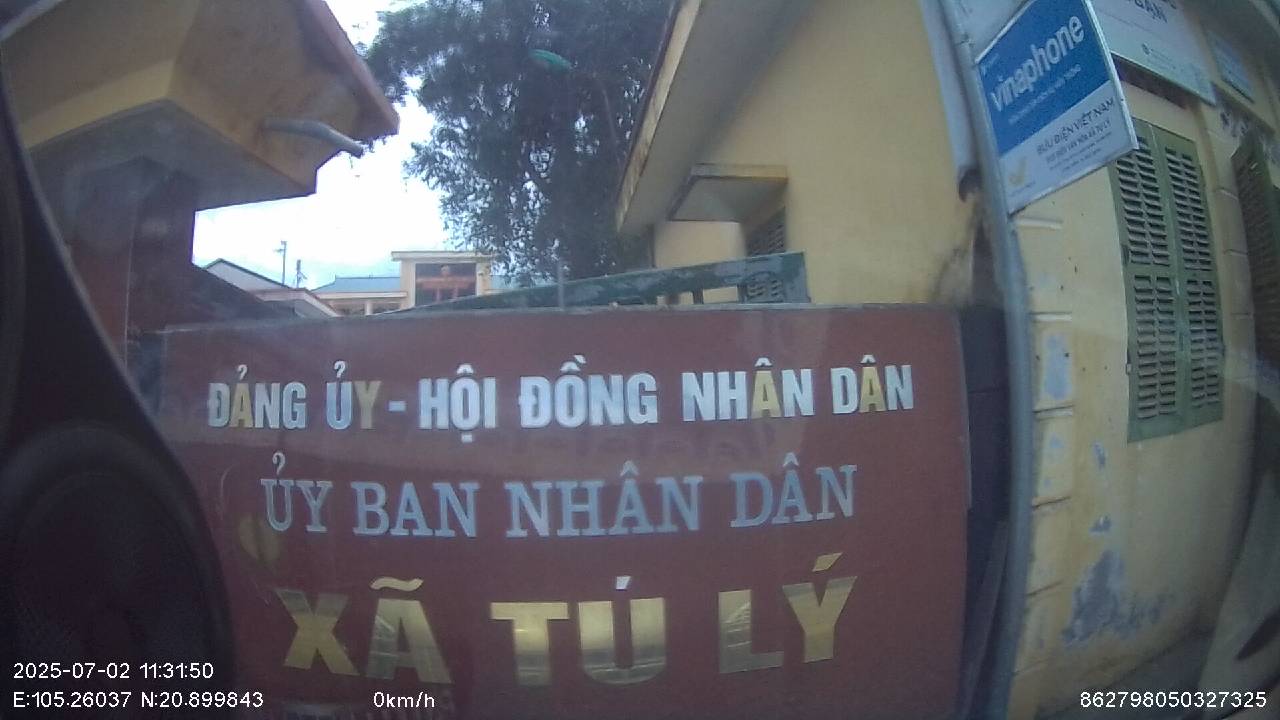 vinaphone
BƯU ĐIỆN VIỆT NAM
ĐẢNG ỦY - HỘI ĐỒNG NHÂN DÂN
ỦY BAN NHÂN DÂN
XÃ TÚ LÝ
2025-07-02 11:31:50
E:105.26037 N:20.899843
0km/h
862798050327325